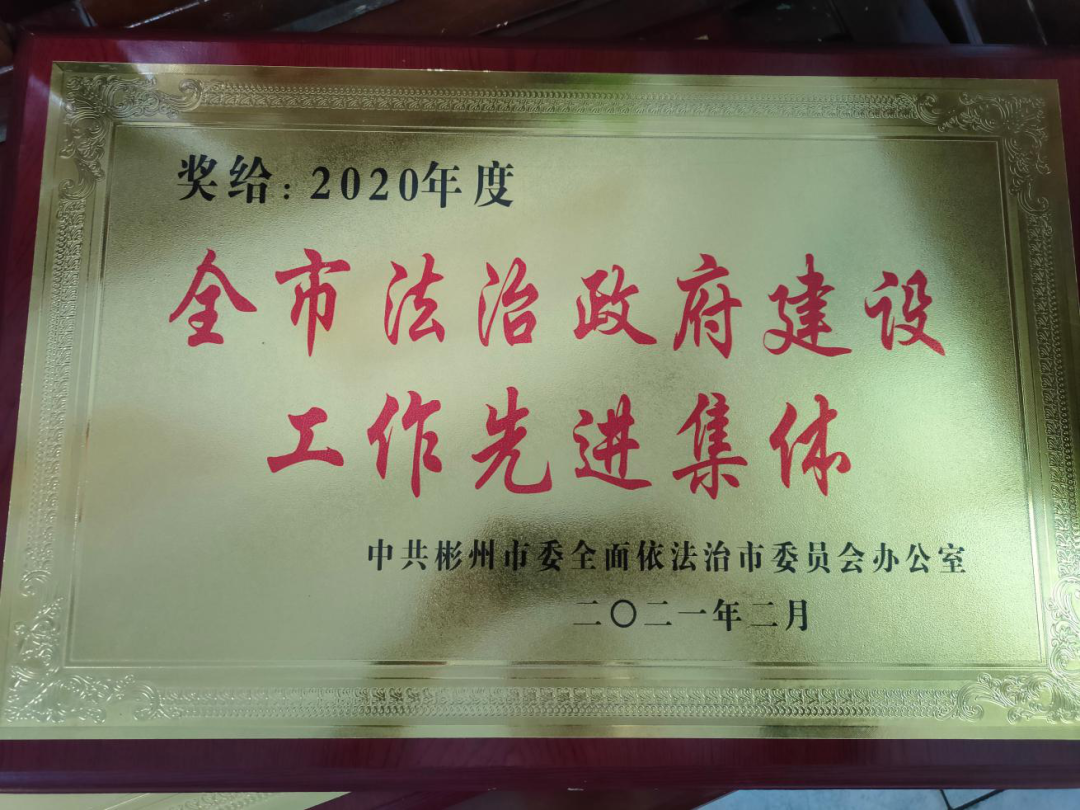 奖给：2020年度
全市法治政府建设
工作先进集体
中共彬州市委全面依法治市委员会办公室
二〇二一年二月